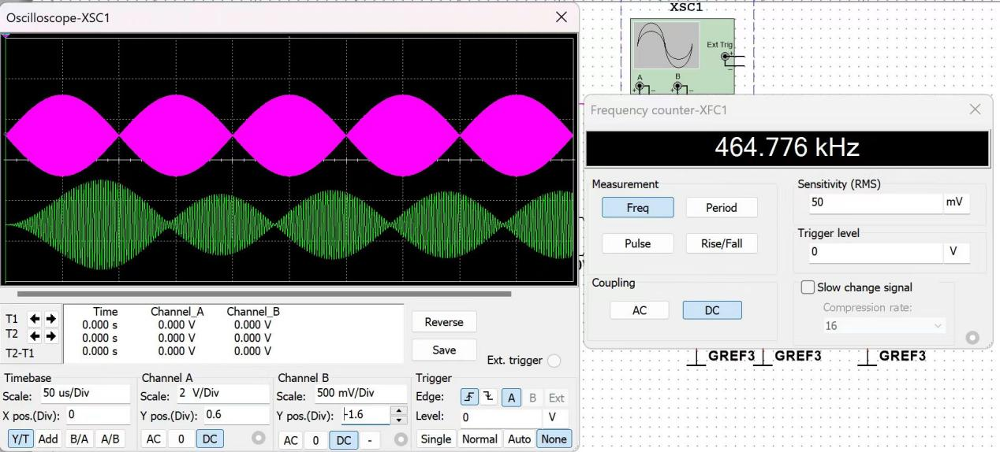 Oscilloscope-XSC1
XSC1
Ext Trig
+
–
A
B
+ – + –
Frequency counter-XFC1
464.776 kHz
Measurement
Freq Period
Pulse Rise/Fall
Coupling
AC DC
Sensitivity (RMS)
50 mV
Trigger level
0 V
Slow change signal
Compression rate:
16
GREF3 GREF3 GREF3
Time Channel_A Channel_B
T1 0.000 s 0.000 V 0.000 V
T2 0.000 s 0.000 V 0.000 V
T2-T1 0.000 s 0.000 V 0.000 V
Reverse
Save
Ext. trigger
Timebase
Scale: 50 us/Div
X pos.(Div): 0
Y/T Add B/A A/B
Channel A
Scale: 2 V/Div
Y pos.(Div): 0.6
AC 0 DC
Channel B
Scale: 500 mV/Div
Y pos.(Div): -1.6
AC 0 DC -
Trigger
Edge: A B Ext
Level: 0 V
Single Normal Auto None